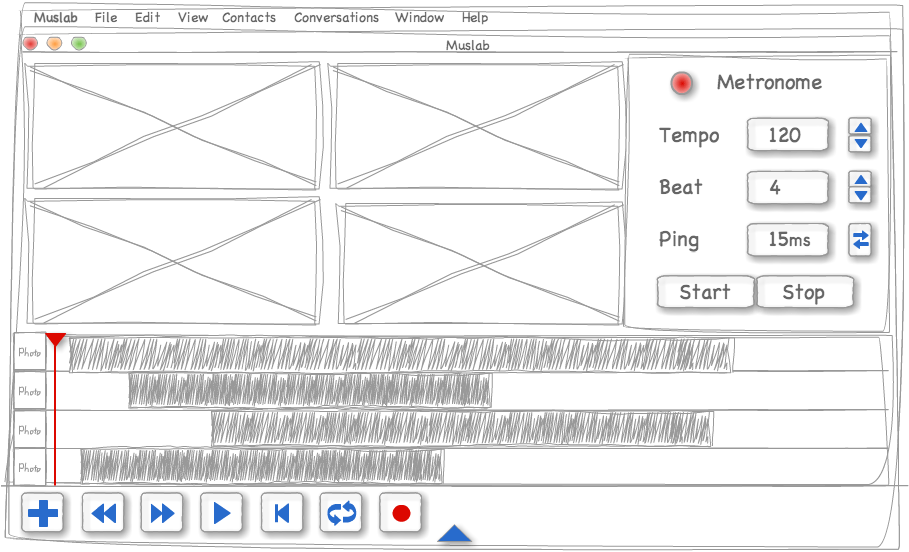 Muslab File Edit View Contacts Conversations Window Help
Muslab
Metronome
Tempo 120
Beat 4
Ping 15ms
Start Stop
Photo
Photo
Photo
Photo